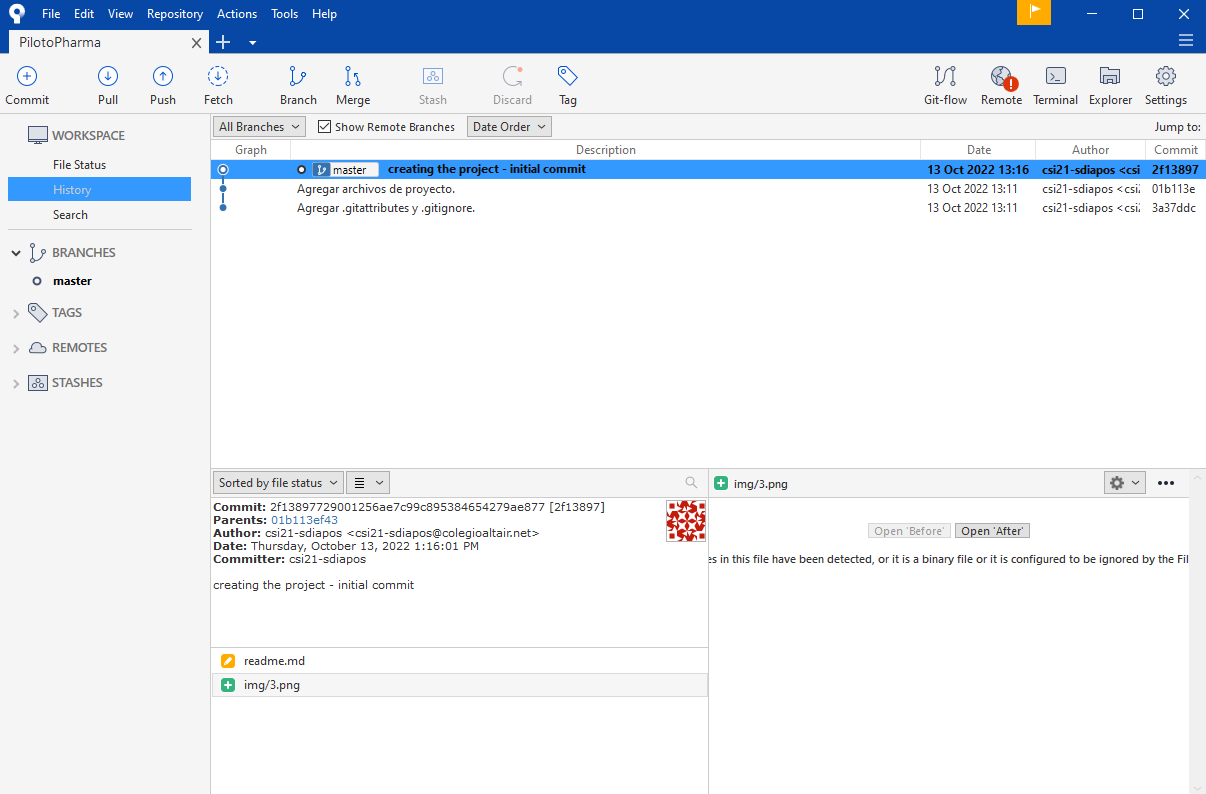 File Edit View Repository Actions Tools Help
PilotoPharma
Commit Pull Push Fetch Branch Merge Stash Discard Tag Git-flow Remote Terminal Explorer Settings
WORKSPACE
File Status
History
Search
BRANCHES
master
TAGS
REMOTES
STASHES
All Branches Show Remote Branches Date Order Jump to:
Graph Description Date Author Commit
master creating the project - initial commit 13 Oct 2022 13:16 csi21-sdiapos <csi 2f13897
Agregar archivos de proyecto. 13 Oct 2022 13:11 csi21-sdiapos <csi2 01b113e
Agregar .gitattributes y .gitignore. 13 Oct 2022 13:11 csi21-sdiapos <csi2 3a37ddc
Sorted by file status
Commit: 2f13897729001256ae7c99c895384654279ae877 [2f13897]
Parents: 01b113ef43
Author: csi21-sdiapos <csi21-sdiapos@colegioaltair.net>
Date: Thursday, October 13, 2022 1:16:01 PM
Committer: csi21-sdiapos
creating the project - initial commit
readme.md
img/3.png
img/3.png
Open 'Before' Open 'After'
es in this file have been detected, or it is a binary file or it is configured to be ignored by the Fil